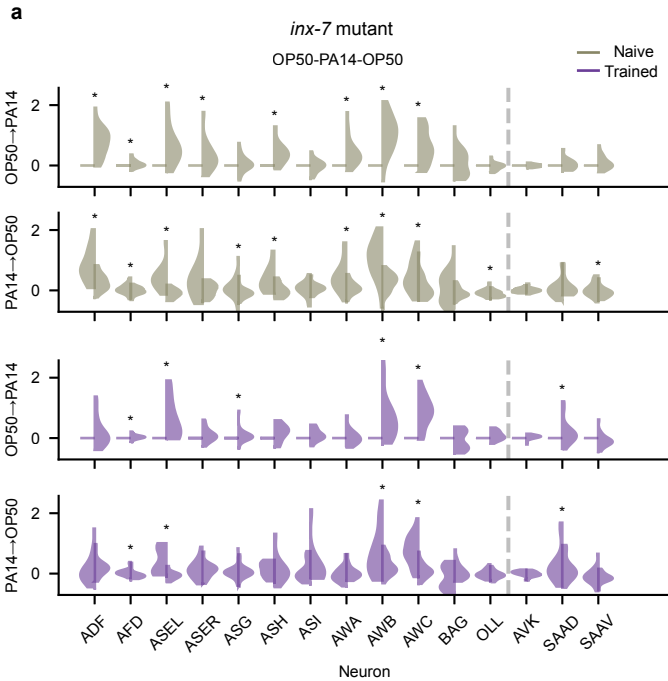 a
inx-7 mutant
OP50-PA14-OP50
Naive
Trained
OP50→PA14
2
0
* * * * * * * *
PA14→OP50
2
0
* * * * * * * * * *
OP50→PA14
2
0
* * * * * *
PA14→OP50
2
0
* * * * *
ADF AFD ASEL ASER ASG ASH ASI AWA AWB AWC BAG OLL AVK SAAD SAAV
Neuron